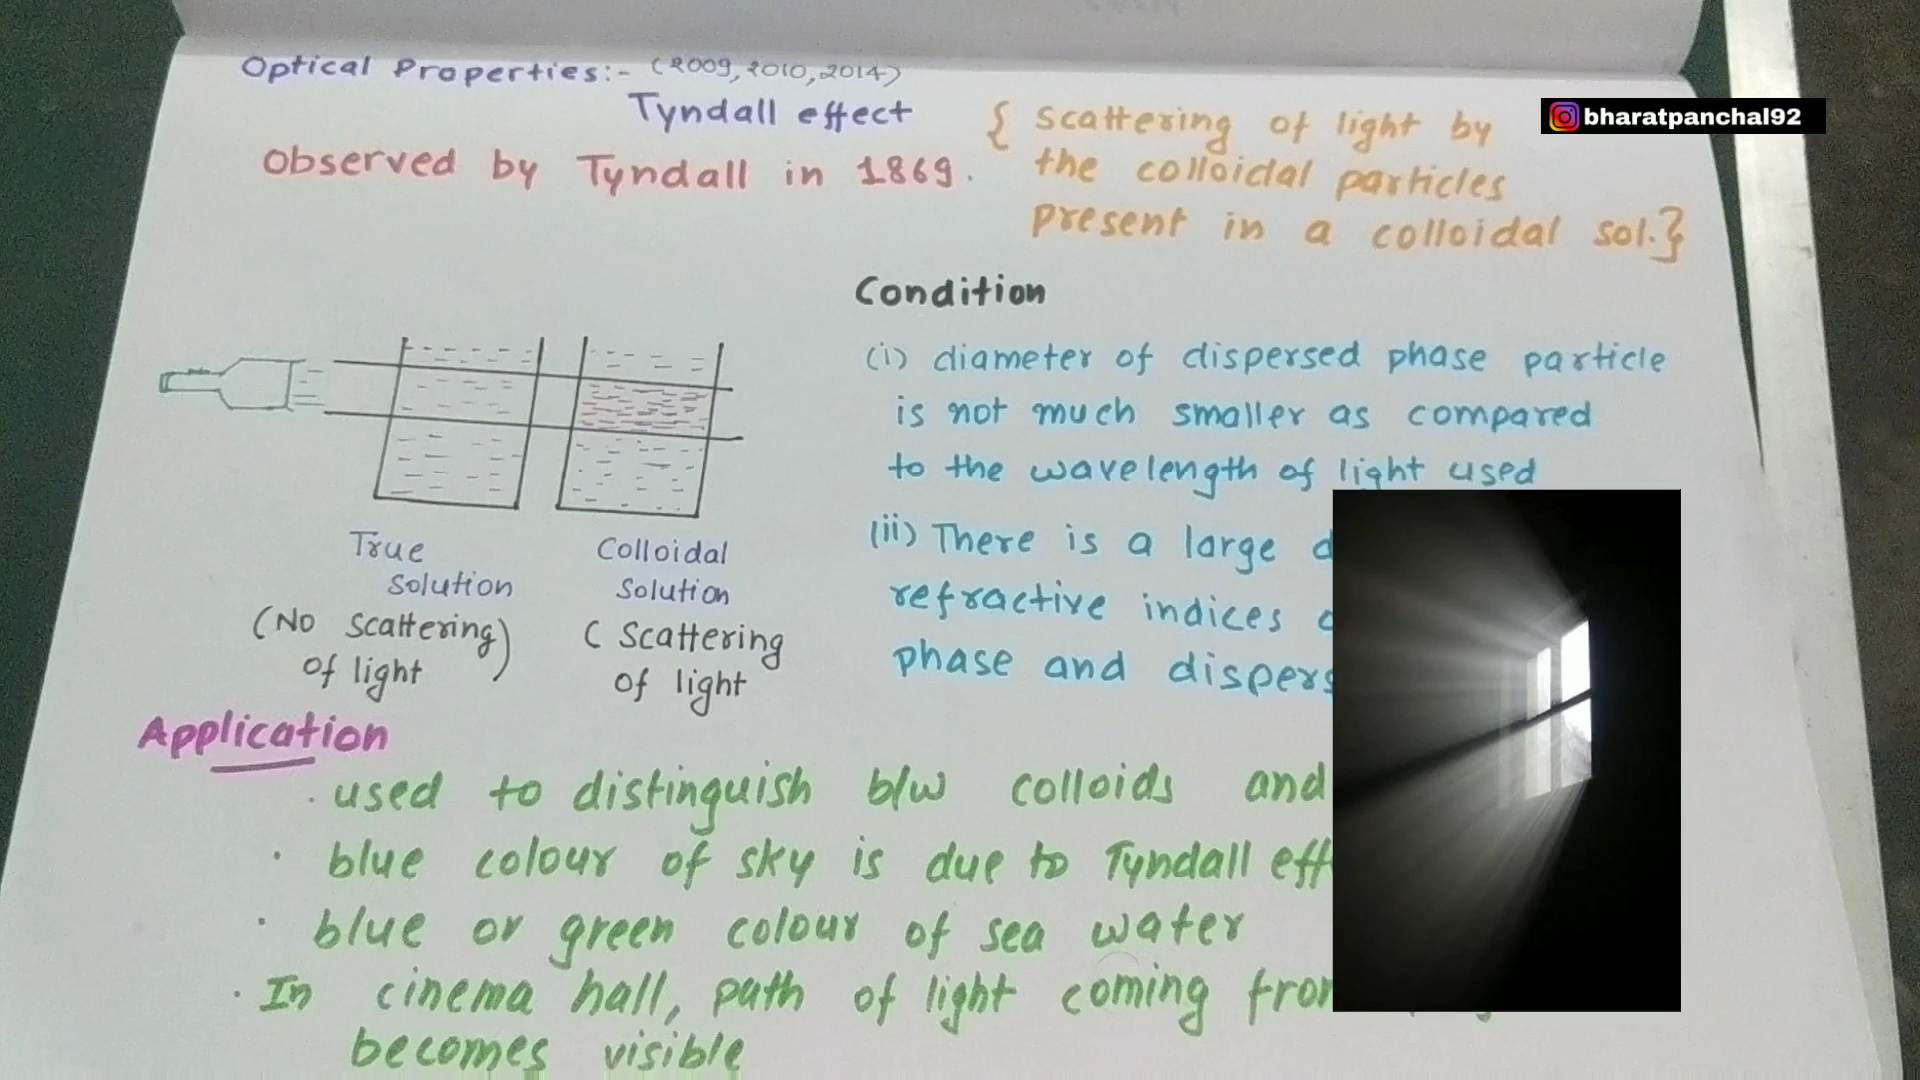 Optical Properties:- (2009, 2010, 2014)
Tyndall effect
Observed by Tyndall in 1869.
{ Scattering of light by
the colloidal particles
present in a colloidal sol.}
bharatpanchal92
Condition
(i) diameter of dispersed phase particle
is not much smaller as compared
to the wavelength of light used
(ii) There is a large
refractive indices
phase and
True
Solution
(No scattering)
of light
Colloidal
Solution
( Scattering
of light
Application
. used to distinguish b/w colloids and
. blue colour of sky is due to Tyndall
. blue or green colour of sea water
. In cinema hall, path of light coming
becomes visible